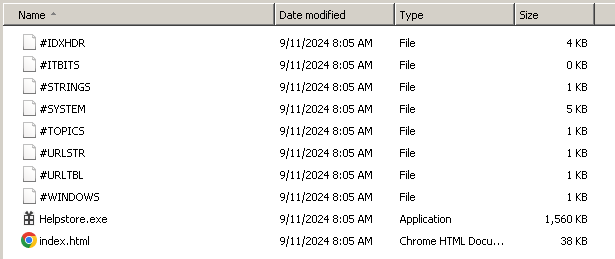 Name Date modified Type Size
#IDXHDR 9/11/2024 8:05 AM File 4 KB
#ITBITS 9/11/2024 8:05 AM File 0 KB
#STRINGS 9/11/2024 8:05 AM File 1 KB
#SYSTEM 9/11/2024 8:05 AM File 5 KB
#TOPICS 9/11/2024 8:05 AM File 1 KB
#URLSTR 9/11/2024 8:05 AM File 1 KB
#URLTBL 9/11/2024 8:05 AM File 1 KB
#WINDOWS 9/11/2024 8:05 AM File 1 KB
Helpstore.exe 9/11/2024 8:05 AM Application 1,560 KB
index.html 9/11/2024 8:05 AM Chrome HTML Docu... 38 KB